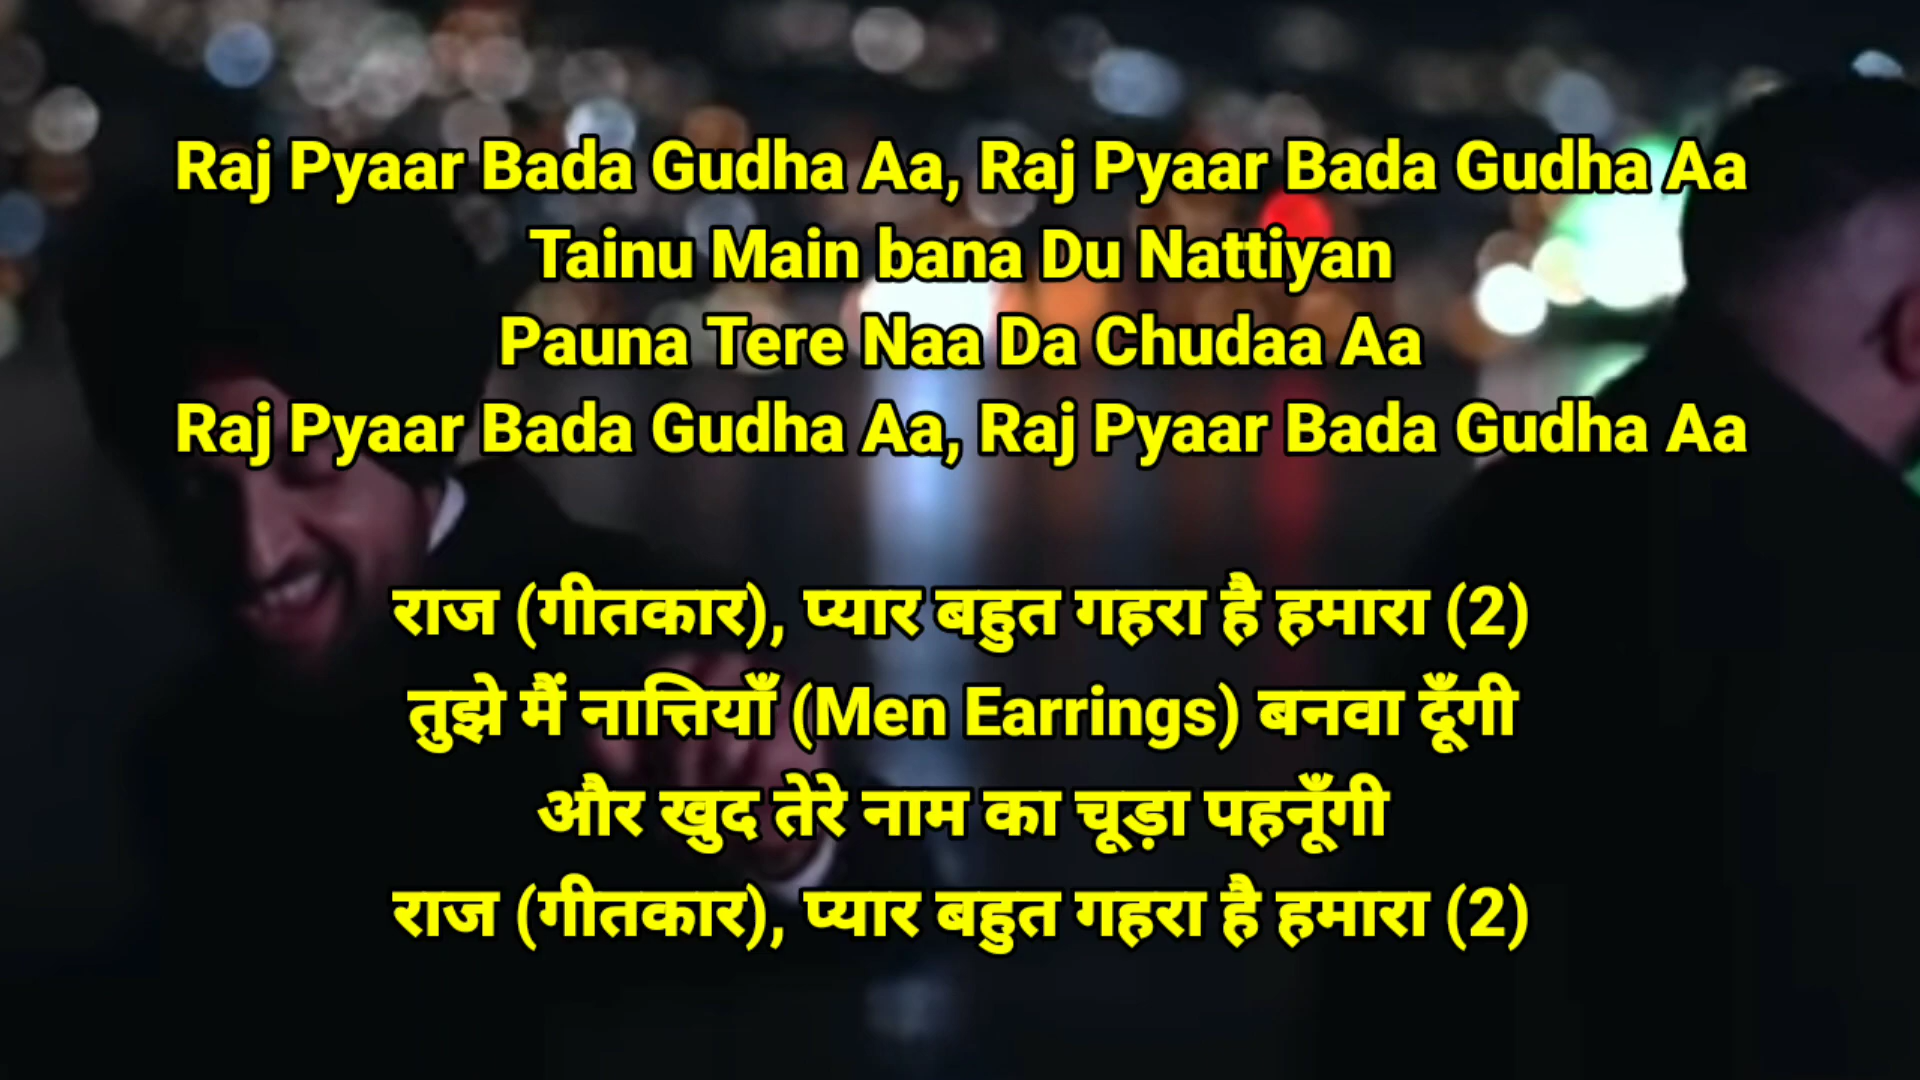 Raj Pyaar Bada Gudha Aa, Raj Pyaar Bada Gudha Aa
Tainu Main bana Du Nattiyan
Pauna Tere Naa Da Chudaa Aa
Raj Pyaar Bada Gudha Aa, Raj Pyaar Bada Gudha Aa
राज (गीतकार), प्यार बहुत गहरा है हमारा (2)
तुझे मैं नात्तियाँ (Men Earrings) बनवा दूँगी
और खुद तेरे नाम का चूड़ा पहनूँगी
राज (गीतकार), प्यार बहुत गहरा है हमारा (2)